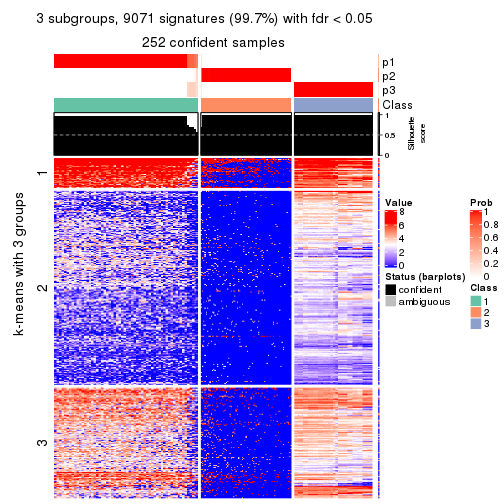 3 subgroups, 9071 signatures (99.7%) with fdr < 0.05
252 confident samples
p1
p2
p3
Class
1
0.5
0
Silhouette
score
k-means with 3 groups
1
2
3
Value
8
6
4
2
0
Status (barplots)
confident
ambiguous
Prob
1
0.8
0.6
0.4
0.2
0
Class
1
2
3